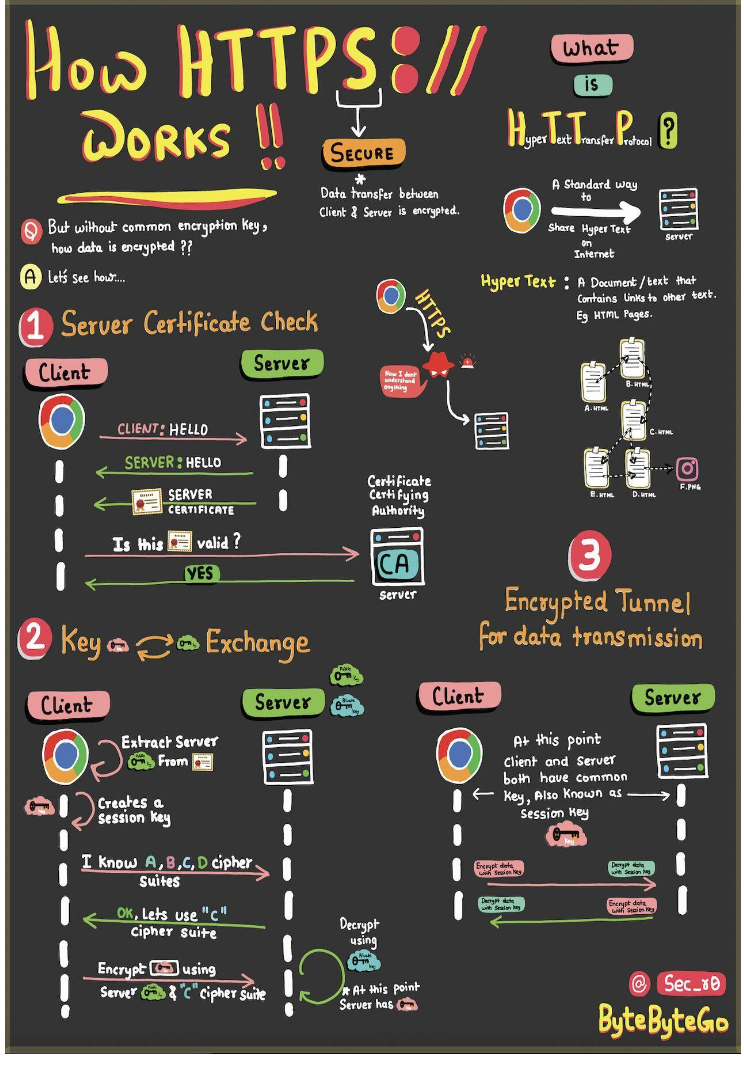 How HTTPS://
WORKS !!
SECURE
*
Data transfer between
Client & Server is encrypted.
What
is
HyperText Transfer Protocol ?
A Standard way
to
Share Hyper Text
on
Internet
server
Hyper Text : A Document/text that
Contains links to other text.
Eg HTML Pages.
Q But without common encryption key,
how data is encrypted ??
A Let's see how....
HTTPS
Now I dont
understand
anything
A.HTML
B.HTML
C.HTML
D.HTML
E.HTML
F.PNG
1 Server Certificate Check
Client
Server
CLIENT: HELLO
SERVER: HELLO
SERVER
CERTIFICATE
Is this valid ?
YES
Certificate
Certifying
Authority
CA
server
2 Key Exchange
Client
Server
Public
Key
Private
Key
Extract Server
From
Creates a
session key
I know A,B,C,D cipher
suites
OK, Lets use "C"
cipher suite
Encrypt using
Server & "C" cipher suite
Decrypt
using
* At this point
Server has
3
Encrypted Tunnel
for data transmission
Client
Server
At this point
Client and Server
both have common
Key, Also Known as
Session Key
Key
Encrypt data
with Session Key
Decrypt data
with Session Key
Decrypt data
with Session Key
Encrypt data
with Session Key
@ Sec_r0
ByteByteGo